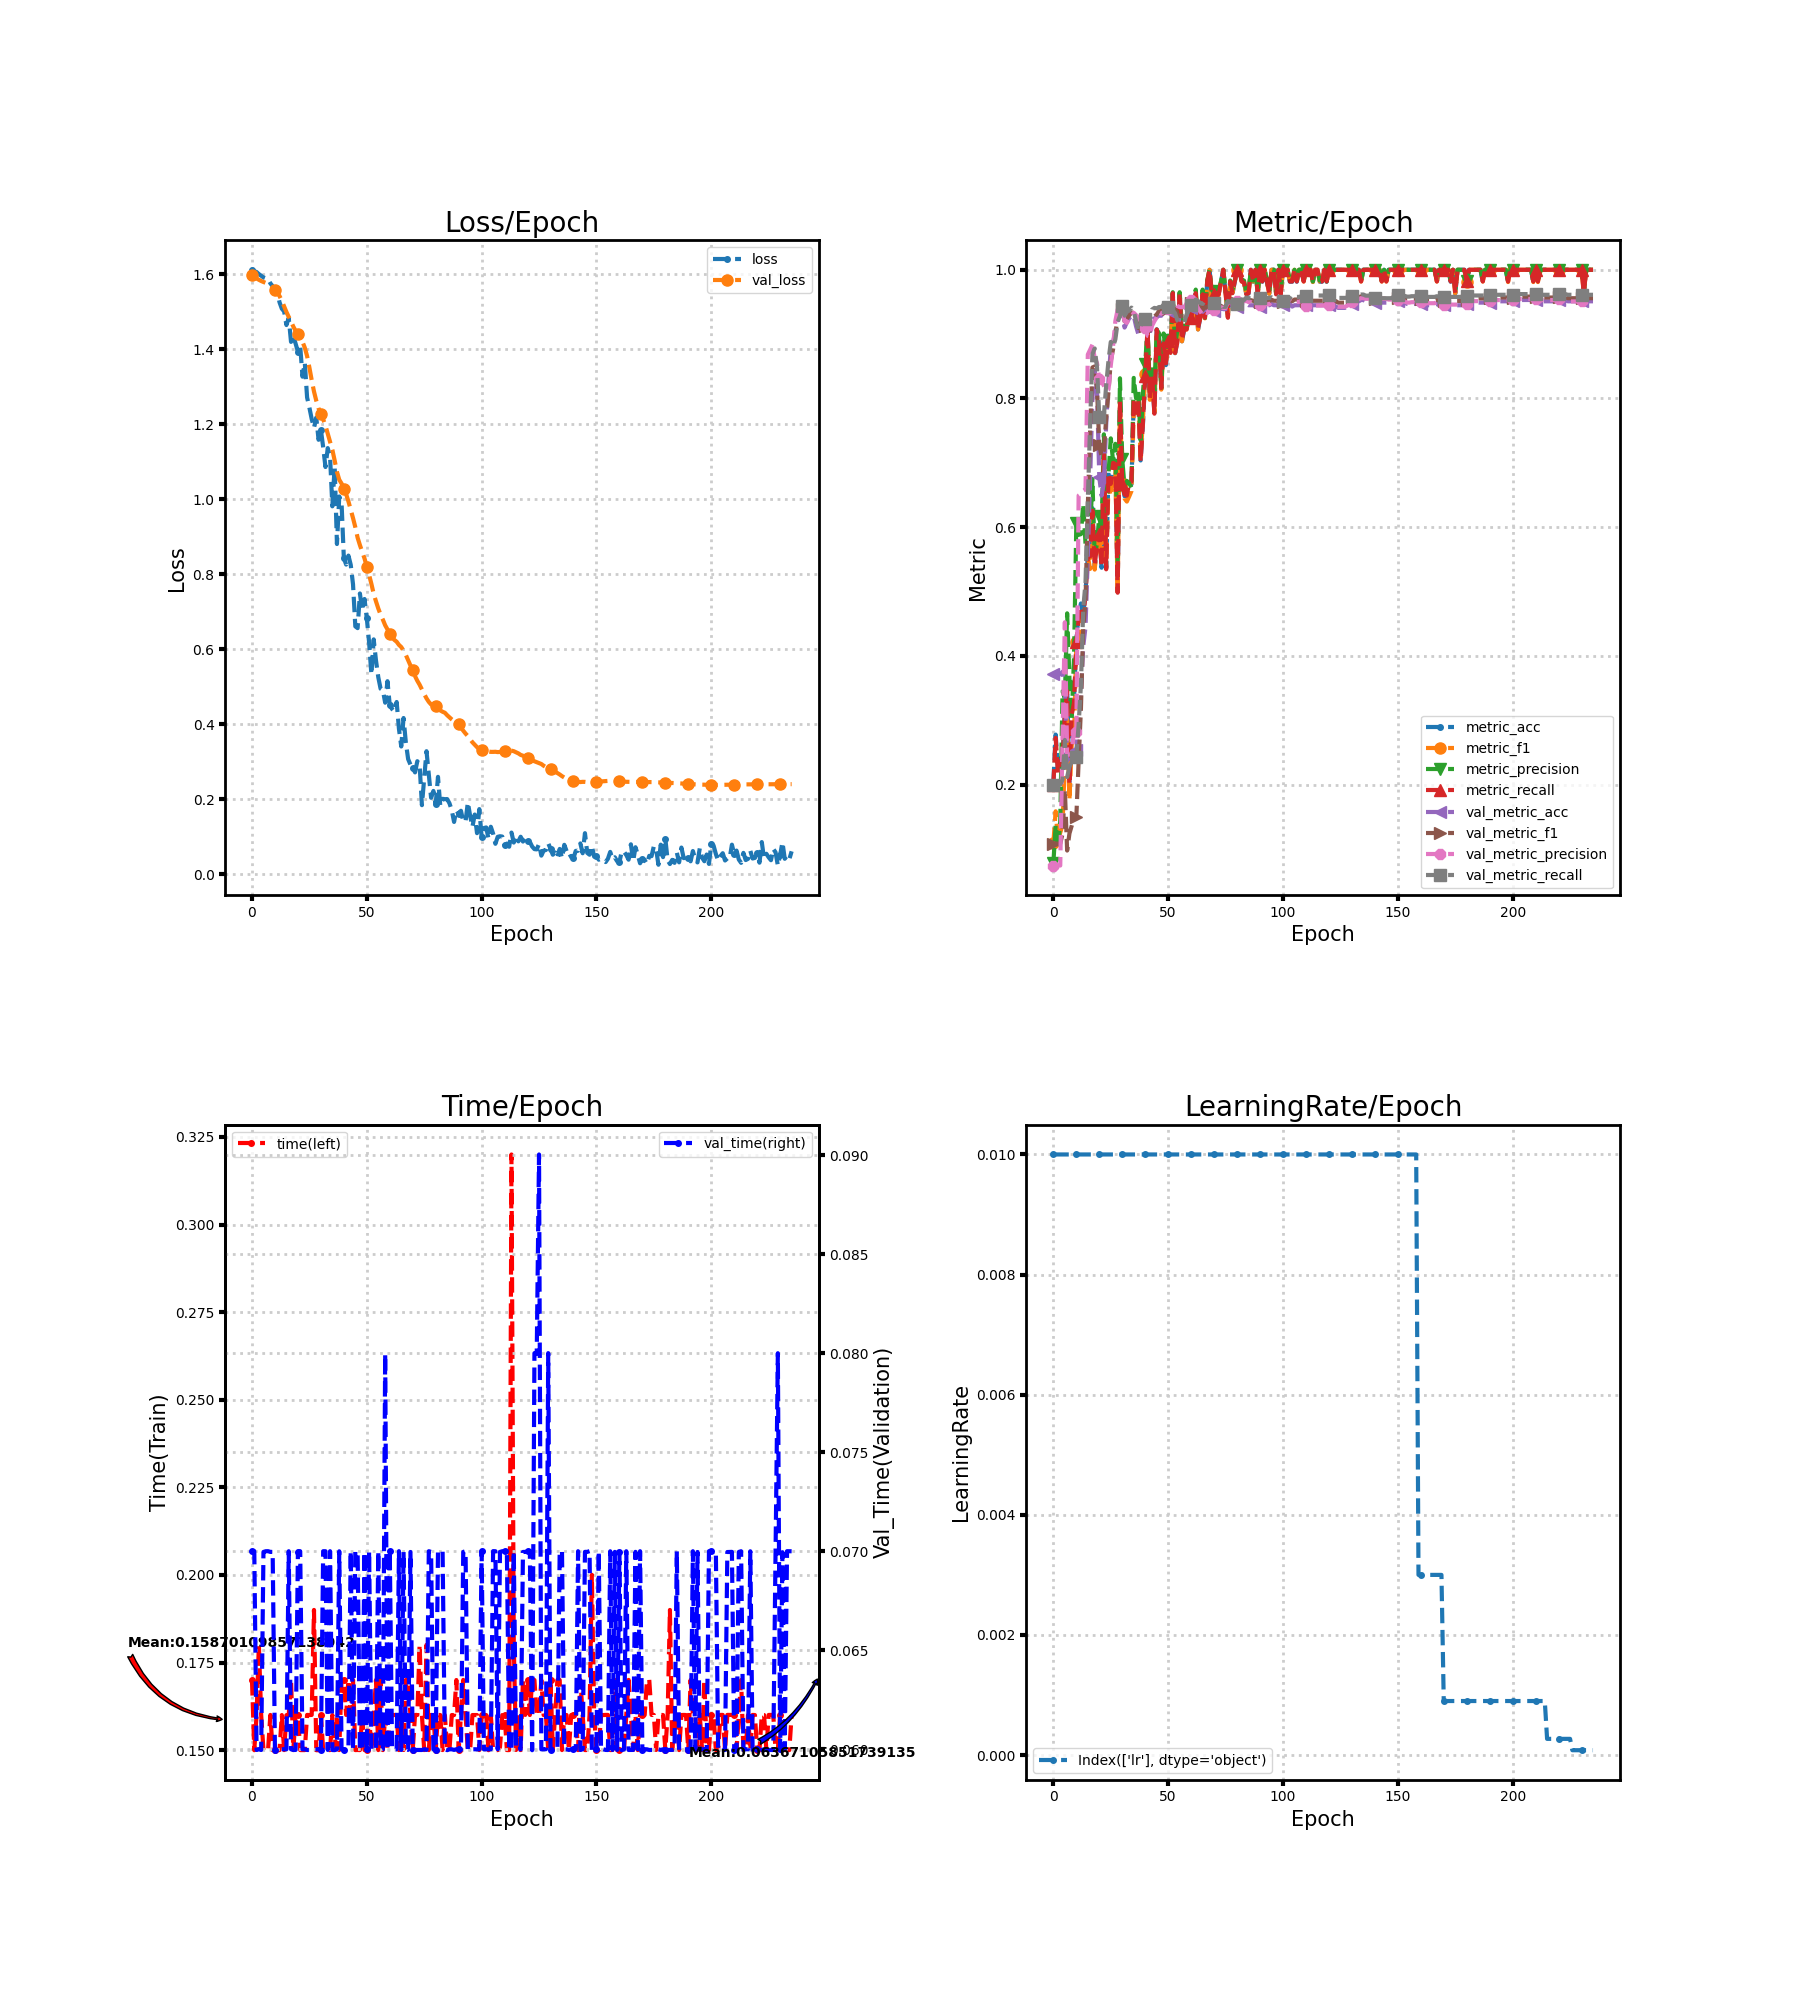 Loss/Epoch
loss
val_loss
1.6
1.4
1.2
1.0
0.8
0.6
0.4
0.2
0.0
Loss
0
50
100
150
200
Epoch
Metric/Epoch
1.0
0.8
0.6
0.4
0.2
Metric
metric_acc
metric_f1
metric_precision
metric_recall
val_metric_acc
val_metric_f1
val_metric_precision
val_metric_recall
0
50
100
150
200
Epoch
Time/Epoch
time(left)
val_time(right)
0.325
0.300
0.275
0.250
0.225
0.200
0.175
0.150
Time(Train)
0.090
0.085
0.080
0.075
0.070
0.065
0.060
Val_Time(Validation)
Mean:0.06367105851739135
0
50
100
150
200
Epoch
LearningRate/Epoch
0.010
0.008
0.006
0.004
0.002
0.000
LearningRate
Index(['lr'], dtype='object')
0
50
100
150
200
Epoch